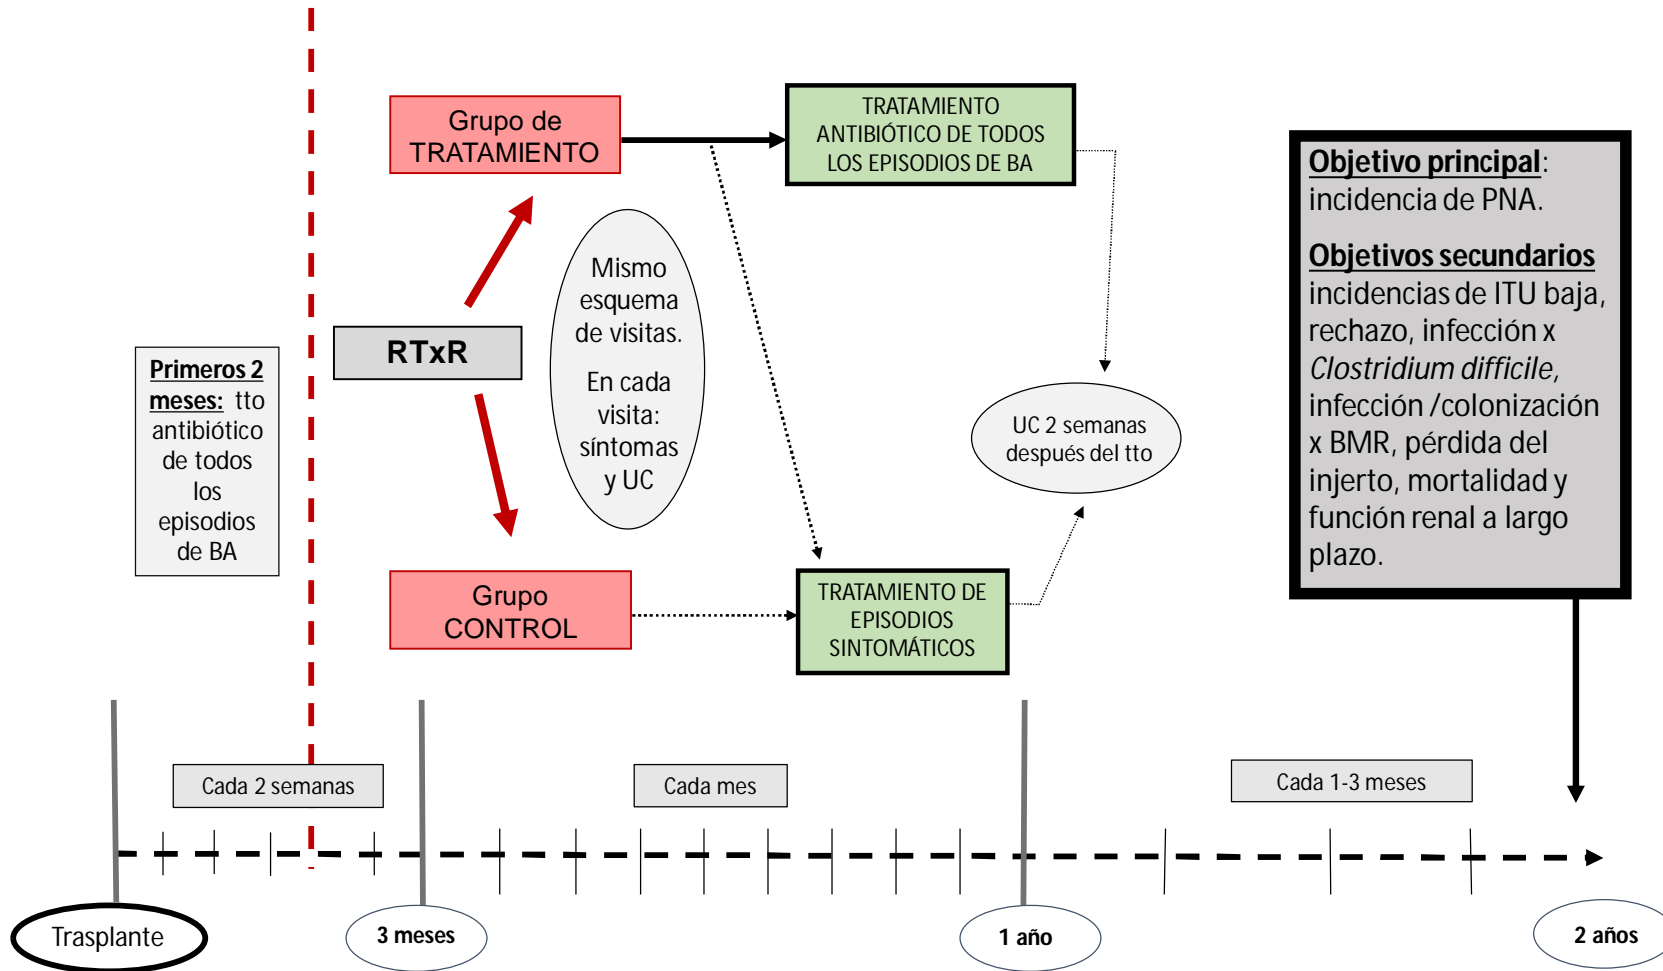 Grupo de
TRATAMIENTO
TRATAMIENTO
ANTIBIÓTICO DE TODOS
LOS EPISODIOS DE BA
Objetivo principal:
incidencia de PNA.
Objetivos secundarios
incidencias de ITU baja,
rechazo, infección x
Clostridium difficile,
infección /colonización
x BMR, pérdida del
injerto, mortalidad y
función renal a largo
plazo.
Mismo
esquema
de visitas.
En cada
visita:
síntomas
y UC
RTxR
Primeros 2
meses: tto
antibiótico
de todos
los
episodios
de BA
UC 2 semanas
después del tto
Grupo
CONTROL
TRATAMIENTO DE
EPISODIOS
SINTOMÁTICOS
Cada 2 semanas
Cada mes
Cada 1-3 meses
Trasplante
3 meses
1 año
2 años